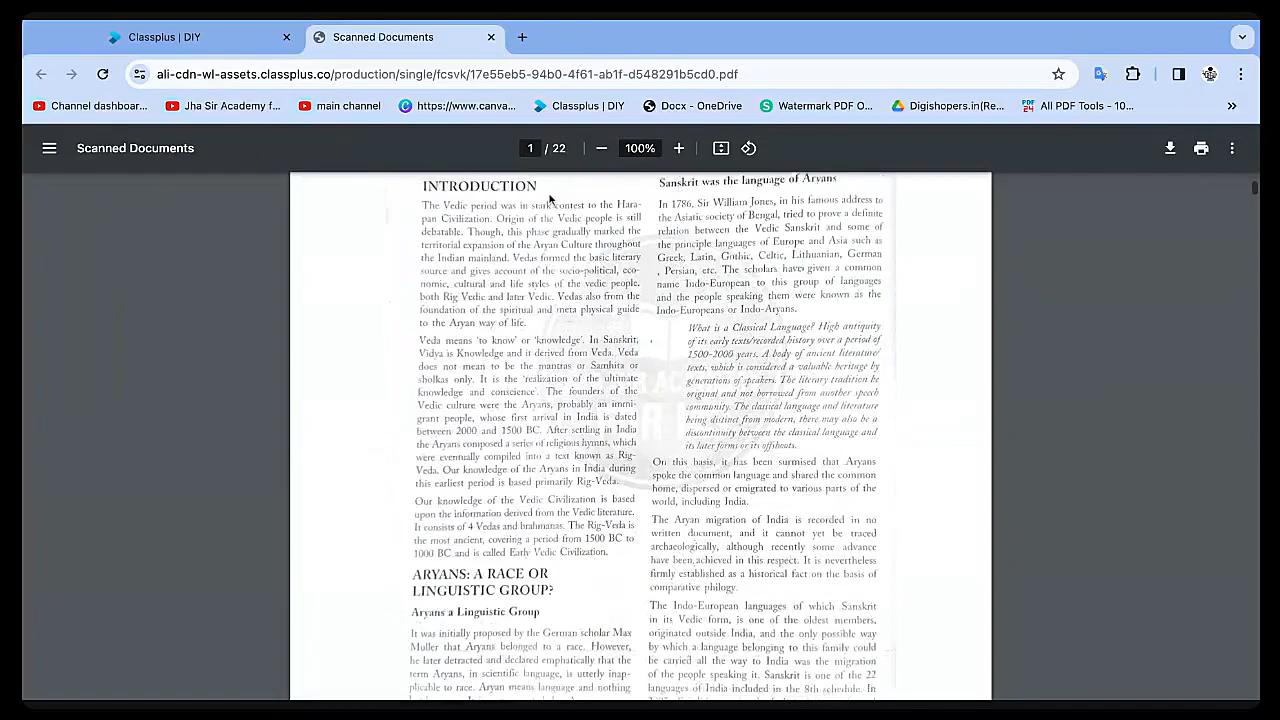 Classplus | DIY
Scanned Documents
ali-cdn-wl-assets.classplus.co/production/single/fcsvk/17e55eb5-94b0-4f61-ab1f-d548291b5cd0.pdf
Channel dashboar...
Jha Sir Academy f...
main channel
https://www.canva...
Classplus | DIY
Docx - OneDrive
Watermark PDF O...
Digishopers.in(Re...
All PDF Tools - 10...
Scanned Documents
1 / 22
100%
INTRODUCTION
The Vedic period was in stark contest to the Hara-
pan Civilization. Origin of the Vedic people is still
debatable. Though, this phase gradually marked the
territorial expansion of the Aryan Culture throughout
the Indian mainland. Vedas formed the basic literary
source and gives account of the socio-political, eco-
nomic, cultural and life styles of the vedic people,
both Rig Vedic and later Vedic. Vedas also from the
foundation of the spiritual and meta physical guide
to the Aryan way of life.
Veda means 'to know' or 'knowledge'. In Sanskrit,
Vidya is Knowledge and it derived from Veda. Veda
does not mean to be the mantras or Samhita or
sholkas only. It is the 'realization of the ultimate
knowledge and conscience'. The founders of the
Vedic culture were the Aryans, probably an immi-
grant people, whose first arrival in India is dated
between 2000 and 1500 BC. After settling in India
the Aryans composed a series of religious hymns, which
were eventually compiled into a text known as Rig-
Veda. Our knowledge of the Aryans in India during
this earliest period is based primarily Rig-Veda.
Our knowledge of the Vedic Civilization is based
upon the information derived from the Vedic literature.
It consists of 4 Vedas and brahmanas. The Rig-Veda is
the most ancient, covering a period from 1500 BC to
1000 BC and is called Early Vedic Civilization.
ARYANS: A RACE OR
LINGUISTIC GROUP?
Aryans a Linguistic Group
It was initially proposed by the German scholar Max
Muller that Aryans belonged to a race. However,
he later detracted and declared emphatically that the
term Aryans, in scientific language, is utterly inap-
plicable to race. Aryan means language and nothing
Sanskrit was the language of Aryans
In 1786, Sir William Jones, in his famous address to
the Asiatic society of Bengal, tried to prove a definite
relation between the Vedic Sanskrit and some of
the principle languages of Europe and Asia such as
Greek, Latin, Gothic, Celtic, Lithuanian, German
, Persian, etc. The scholars have given a common
name Indo-European to this group of languages
and the people speaking them were known as the
Indo-Europeans or Indo-Aryans.
What is a Classical Language? High antiquity
of its early texts/recorded history over a period of
1500-2000 years. A body of ancient literature/
texts, which is considered a valuable heritage by
generations of speakers. The literary tradition be
original and not borrowed from another speech
community. The classical language and literature
being distinct from modern, there may also be a
discontinuity between the classical language and
its later forms or its offshoots.
On this basis, it has been surmised that Aryans
spoke the common language and shared the common
home, dispersed or emigrated to various parts of the
world, including India.
The Aryan migration of India is recorded in no
written document, and it cannot yet be traced
archaeologically, although recently some advance
have been achieved in this respect. It is nevertheless
firmly established as a historical fact on the basis of
comparative philogy.
The Indo-European languages of which Sanskrit
in its Vedic form, is one of the oldest members,
originated outside India, and the only possible way
by which a language belonging to this family could
be carried all the way to India was the migration
of the people speaking it. Sanskrit is one of the 22
languages of India included in the 8th schedule. In